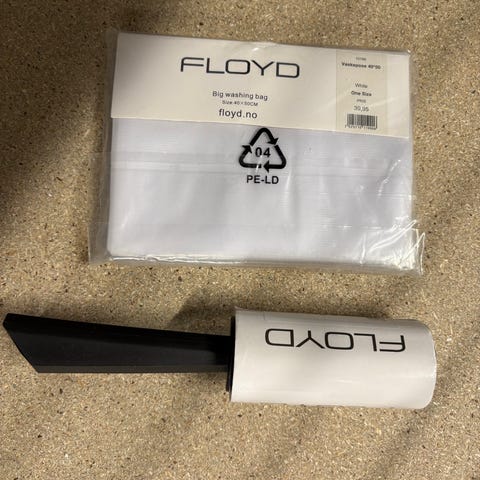 FLOYD
Big washing bag
Size:40×50CM
floyd.no
Vaskepose 40*50
White
One Size
PRIS
39,95
04
PE-LD
FLOYD